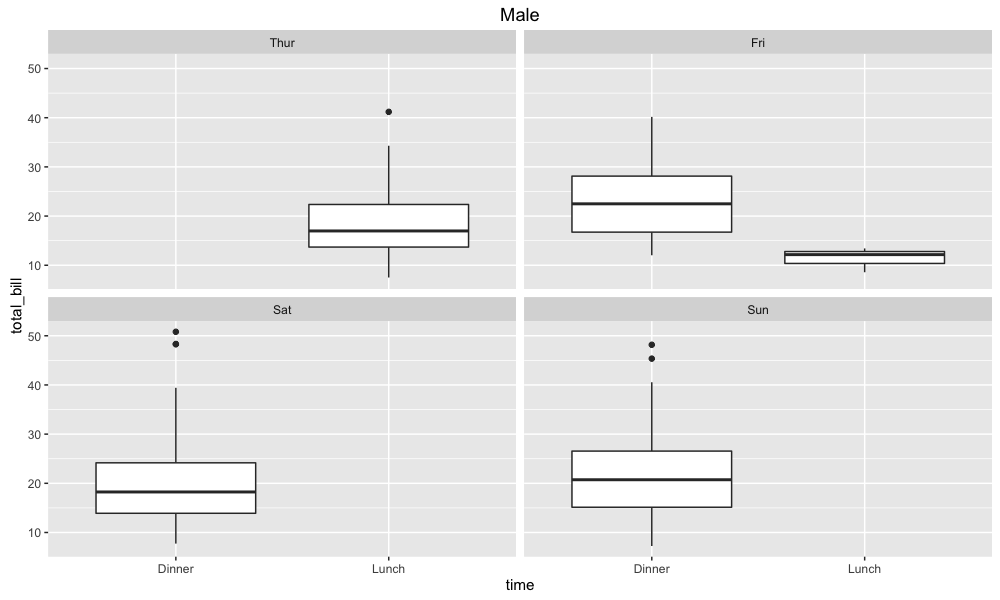 Male
Thur
Fri
50
40
30
20
10
total_bill
Sat
Sun
50
40
30
20
10
Dinner
Lunch
Dinner
Lunch
time